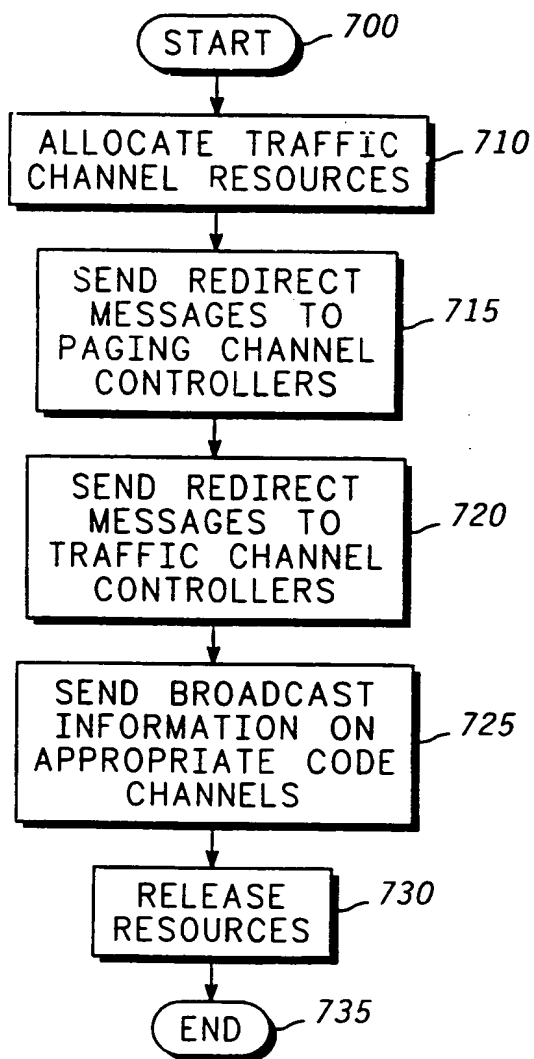 START
700
ALLOCATE TRAFFIC
CHANNEL RESOURCES
710
SEND REDIRECT
MESSAGES TO
PAGING CHANNEL
CONTROLLERS
715
SEND REDIRECT
MESSAGES TO
TRAFFIC CHANNEL
CONTROLLERS
720
SEND BROADCAST
INFORMATION ON
APPROPRIATE CODE
CHANNELS
725
RELEASE
RESOURCES
730
END
735